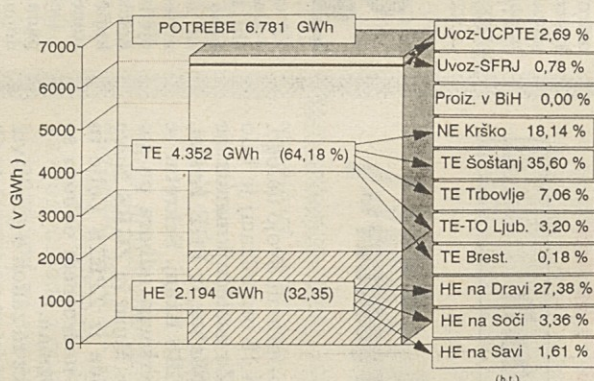 POTREBE 6.781 GWh
7000
6000
5000
4000
3000
2000
1000
0
( v GWh )
TE 4.352 GWh (64,18 %)
HE 2.194 GWh (32,35)
Uvoz-UCPTE 2,69 %
Uvoz-SFRJ 0,78 %
Proiz. v BiH 0,00 %
NE Krško 18,14 %
TE Šoštanj 35,60 %
TE Trbovlje 7,06 %
TE-TO Ljub. 3,20 %
TE Brest. 0,18 %
HE na Dravi 27,38 %
HE na Soči 3,36 %
HE na Savi 1,61 %
(h.r.)